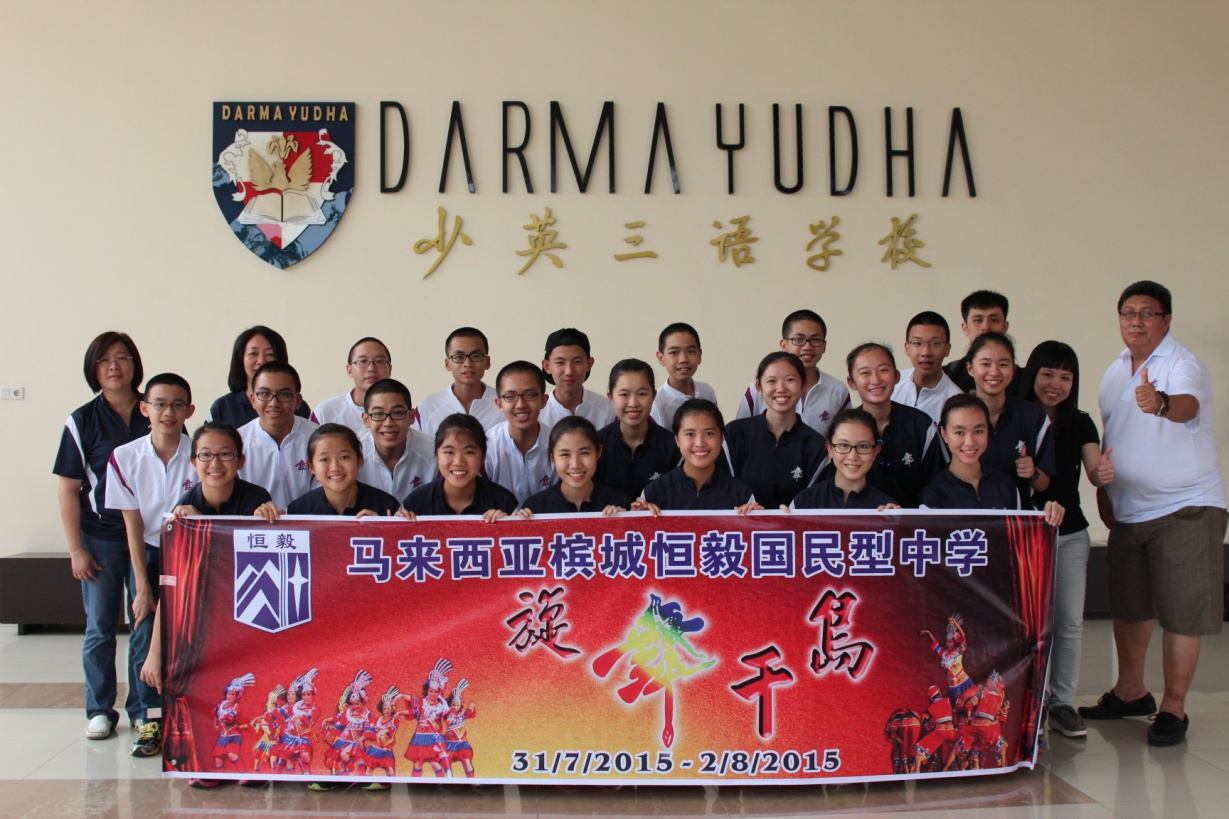 DARMA YUDHA
DARMA YUDHA
少英三语学校
恒毅
马来西亚槟城恒毅国民型中学
旋舞千岛
31/7/2015 - 2/8/2015